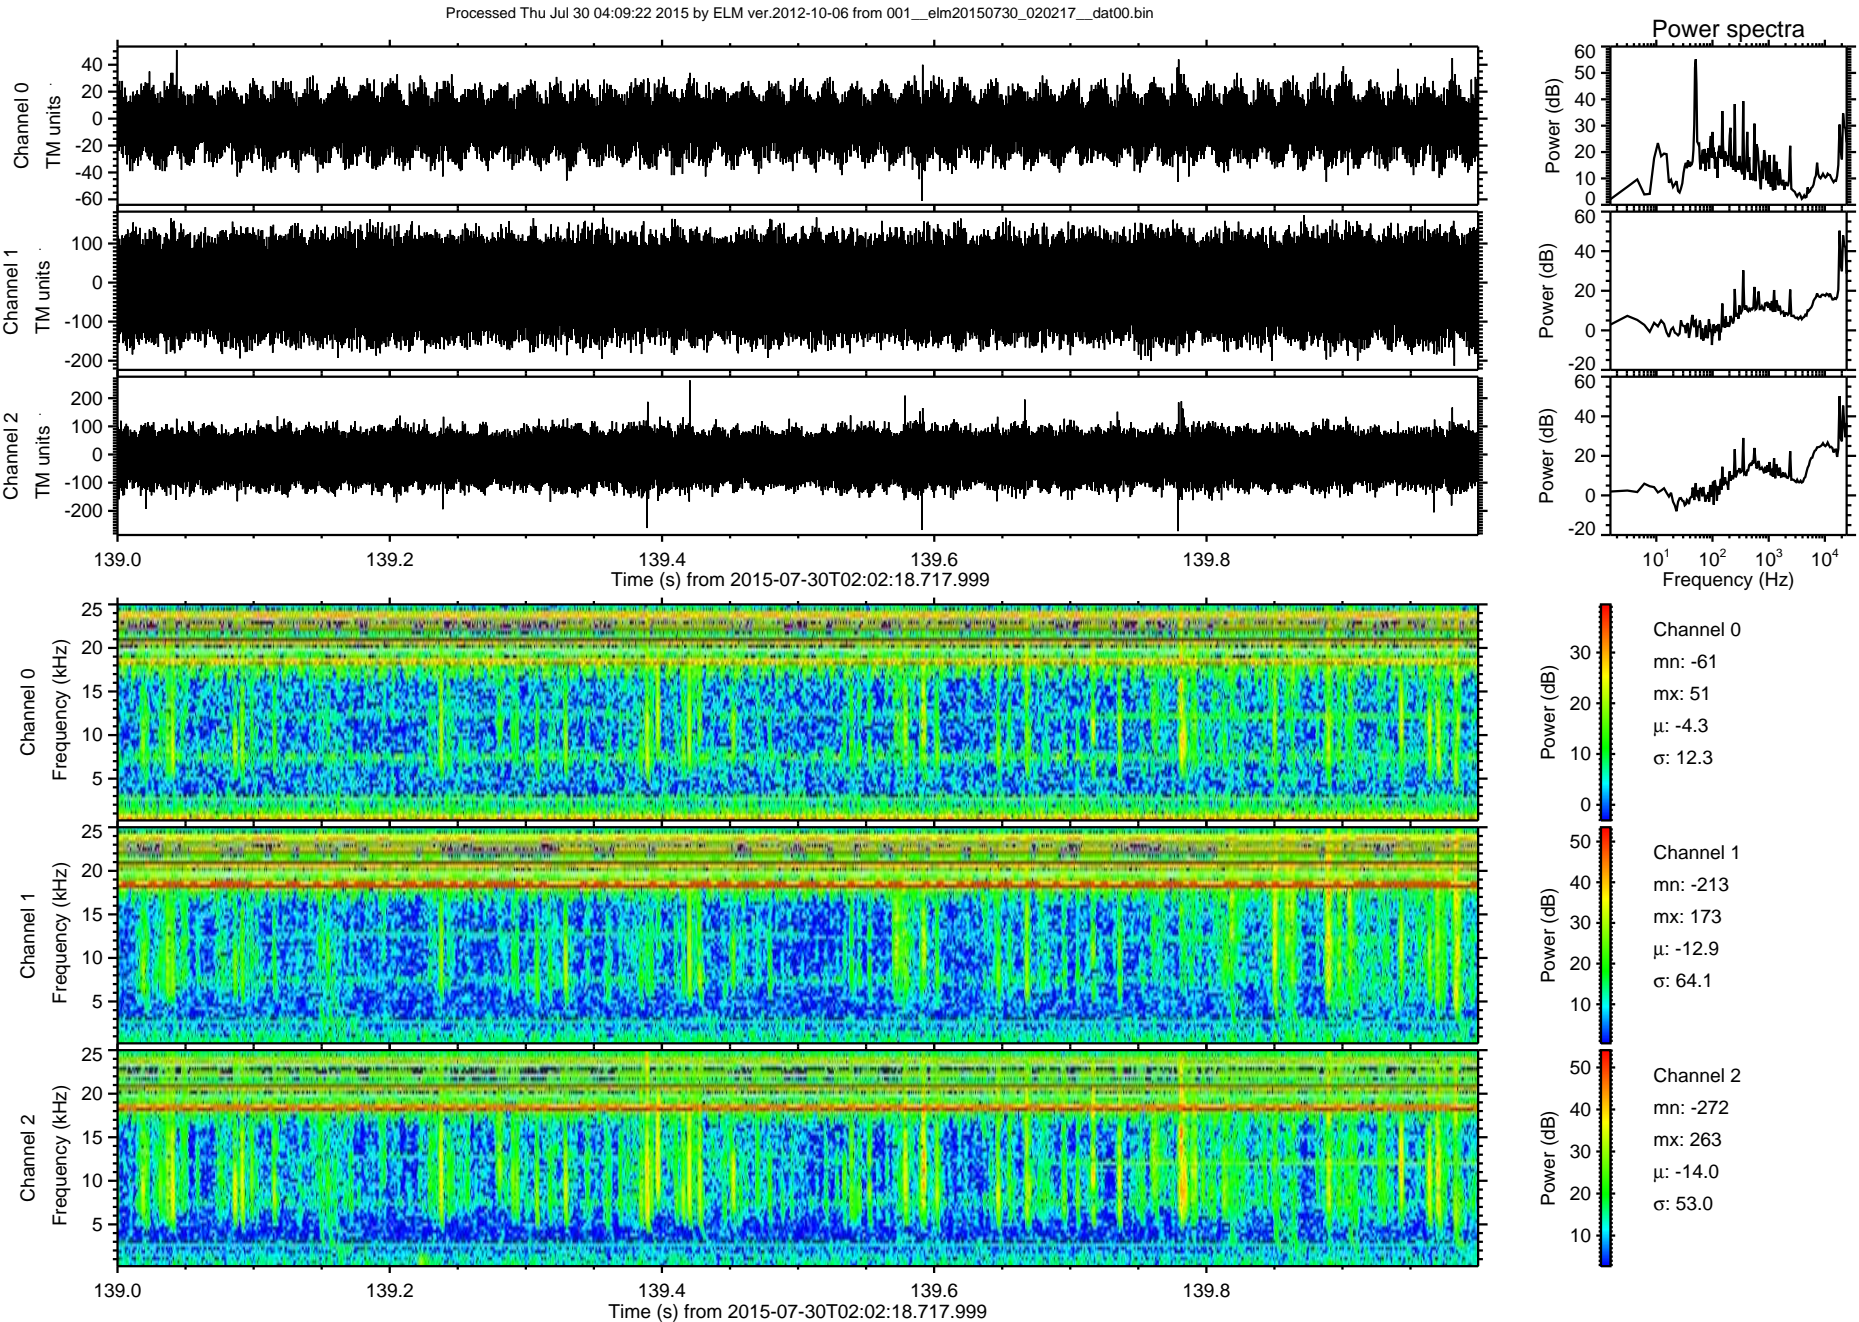 Processed Thu Jul 30 04:09:22 2015 by ELM ver.2012-10-06 from 001__elm20150730_020217__dat00.bin
Power spectra
Channel 0
TM units
40
20
0
-20
-40
-60
Power (dB)
60
50
40
30
20
10
0
Channel 1
TM units
100
0
-100
-200
Power (dB)
60
40
20
0
-20
Channel 2
TM units
200
100
0
-100
-200
Power (dB)
60
40
20
0
-20
139.0 139.2 139.4 139.6 139.8
Time (s) from 2015-07-30T02:02:18.717.999
10¹ 10² 10³ 10⁴
Frequency (Hz)
Channel 0
Frequency (kHz)
25
20
15
10
5
Power (dB)
30
20
10
0
Channel 0
mn: -61
mx: 51
μ: -4.3
σ: 12.3
Channel 1
Frequency (kHz)
25
20
15
10
5
Power (dB)
50
40
30
20
10
Channel 1
mn: -213
mx: 173
μ: -12.9
σ: 64.1
Channel 2
Frequency (kHz)
25
20
15
10
5
Power (dB)
50
40
30
20
10
Channel 2
mn: -272
mx: 263
μ: -14.0
σ: 53.0
139.0 139.2 139.4 139.6 139.8
Time (s) from 2015-07-30T02:02:18.717.999